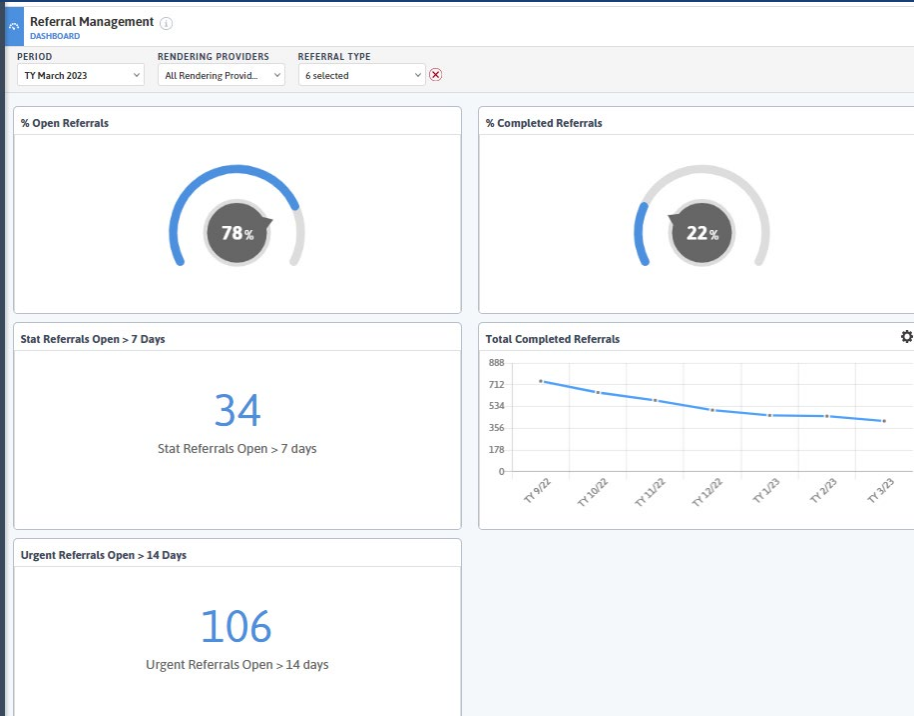 Referral Management
DASHBOARD
PERIOD
RENDERING PROVIDERS
REFERRAL TYPE
TY March 2023
All Rendering Provid...
6 selected
% Open Referrals
78%
% Completed Referrals
22%
Stat Referrals Open > 7 Days
34
Stat Referrals Open > 7 days
Total Completed Referrals
888
712
534
356
178
0
TY 9/22
TY 10/22
TY 11/22
TY 12/22
TY 1/23
TY 2/23
TY 3/23
Urgent Referrals Open > 14 Days
106
Urgent Referrals Open > 14 days